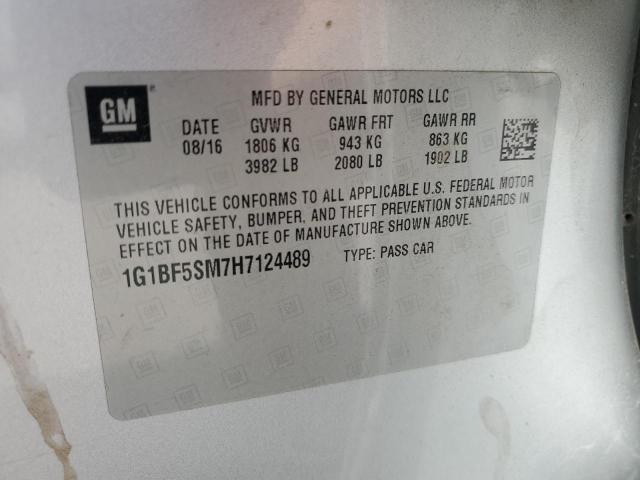 GM
MFD BY GENERAL MOTORS LLC
DATE GVWR GAWR FRT GAWR RR
08/16 1806 KG 943 KG 863 KG
3982 LB 2080 LB 1902 LB
THIS VEHICLE CONFORMS TO ALL APPLICABLE U.S. FEDERAL MOTOR
VEHICLE SAFETY, BUMPER, AND THEFT PREVENTION STANDARDS IN
EFFECT ON THE DATE OF MANUFACTURE SHOWN ABOVE.
1G1BF5SM7H7124489 TYPE: PASS CAR